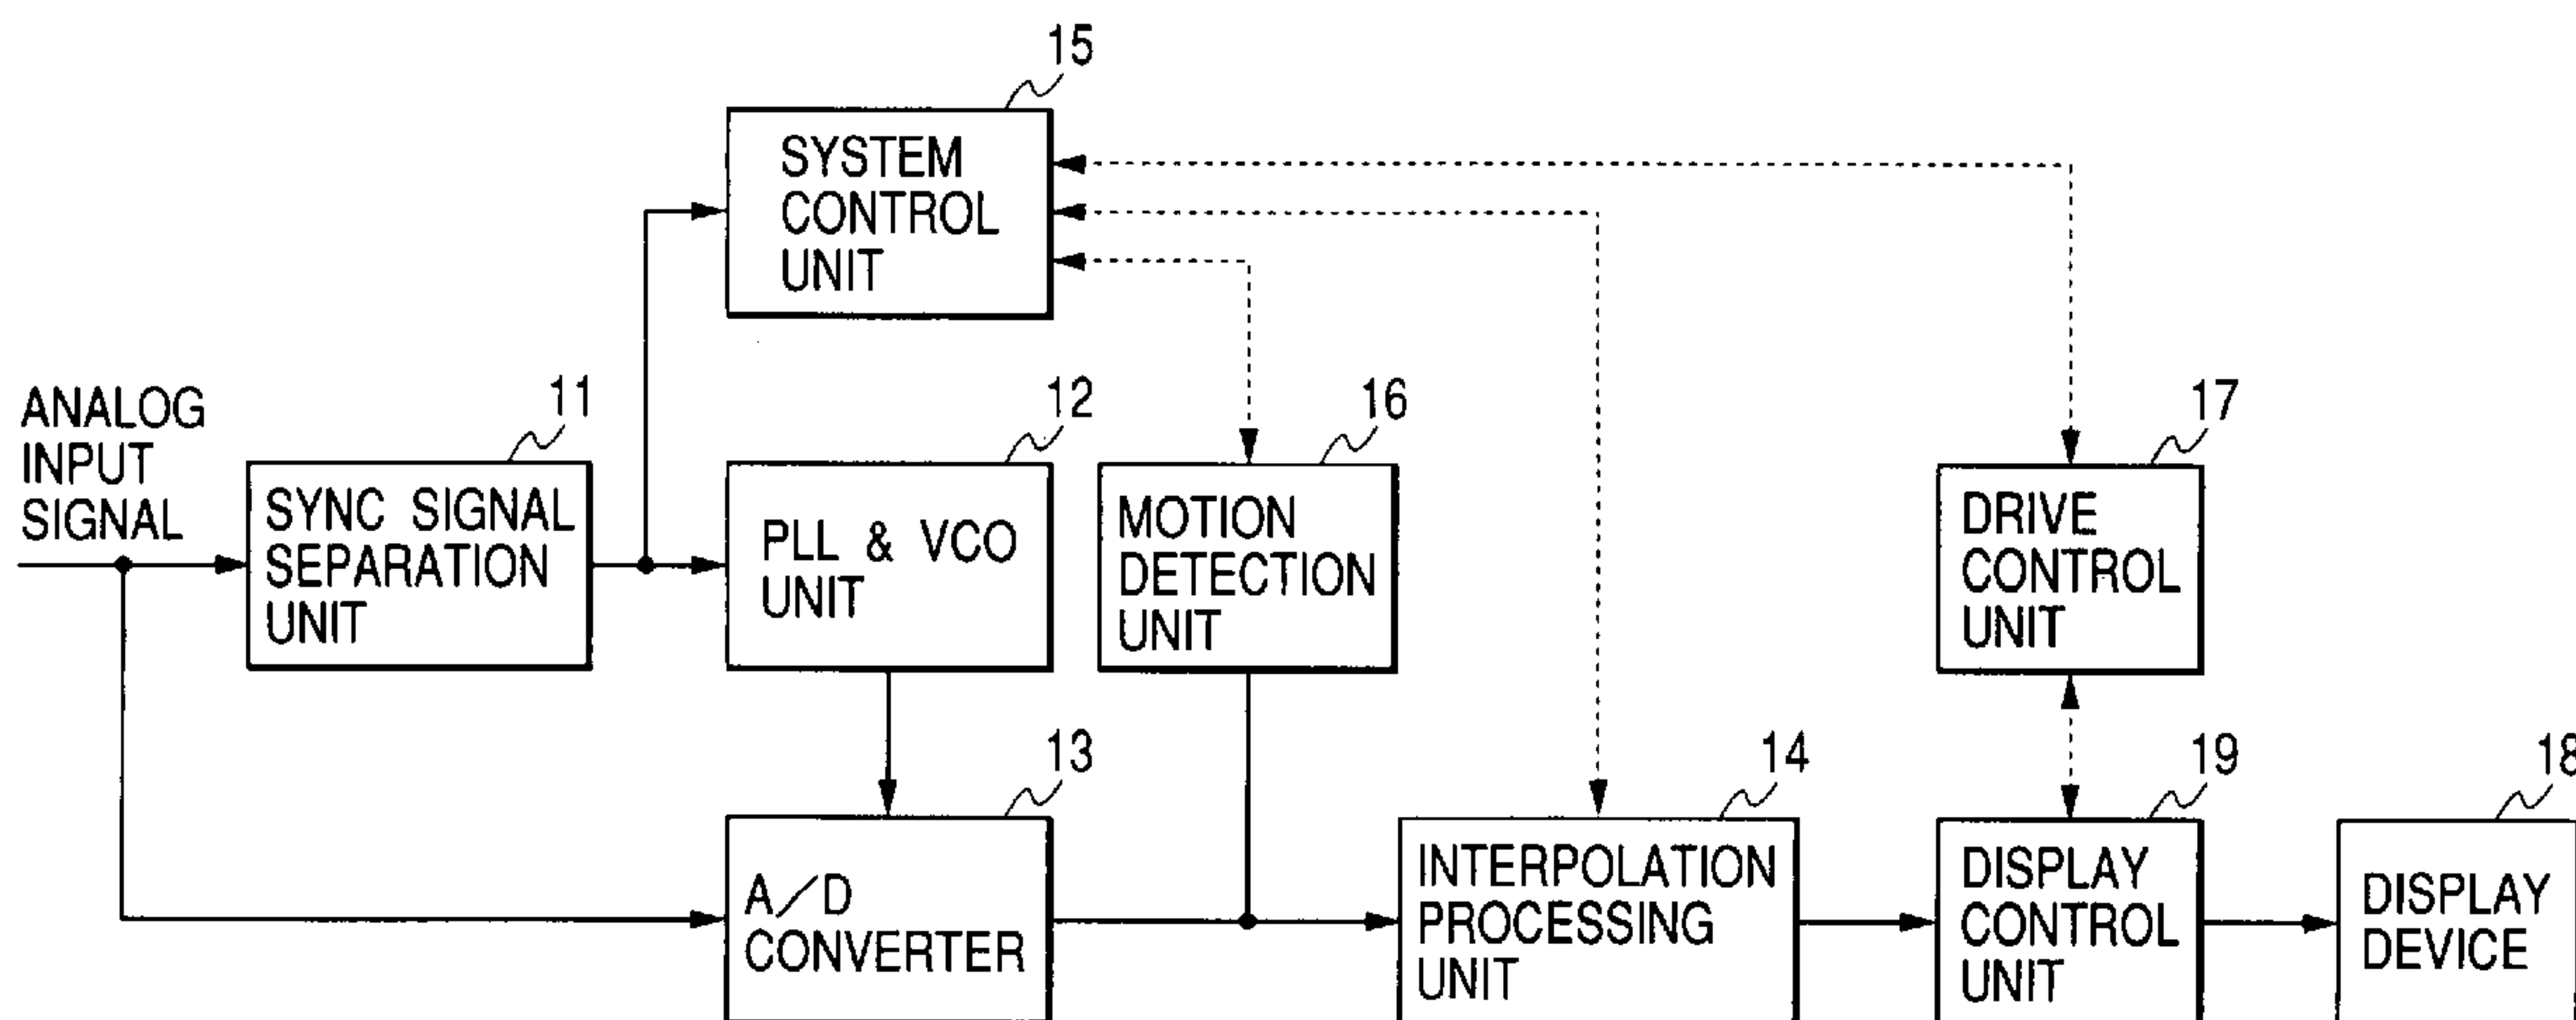 15
SYSTEM
CONTROL
UNIT
ANALOG
INPUT
SIGNAL
11
SYNC SIGNAL
SEPARATION
UNIT
12
PLL & VCO
UNIT
16
MOTION
DETECTION
UNIT
17
DRIVE
CONTROL
UNIT
13
A/D
CONVERTER
14
INTERPOLATION
PROCESSING
UNIT
19
DISPLAY
CONTROL
UNIT
18
DISPLAY
DEVICE